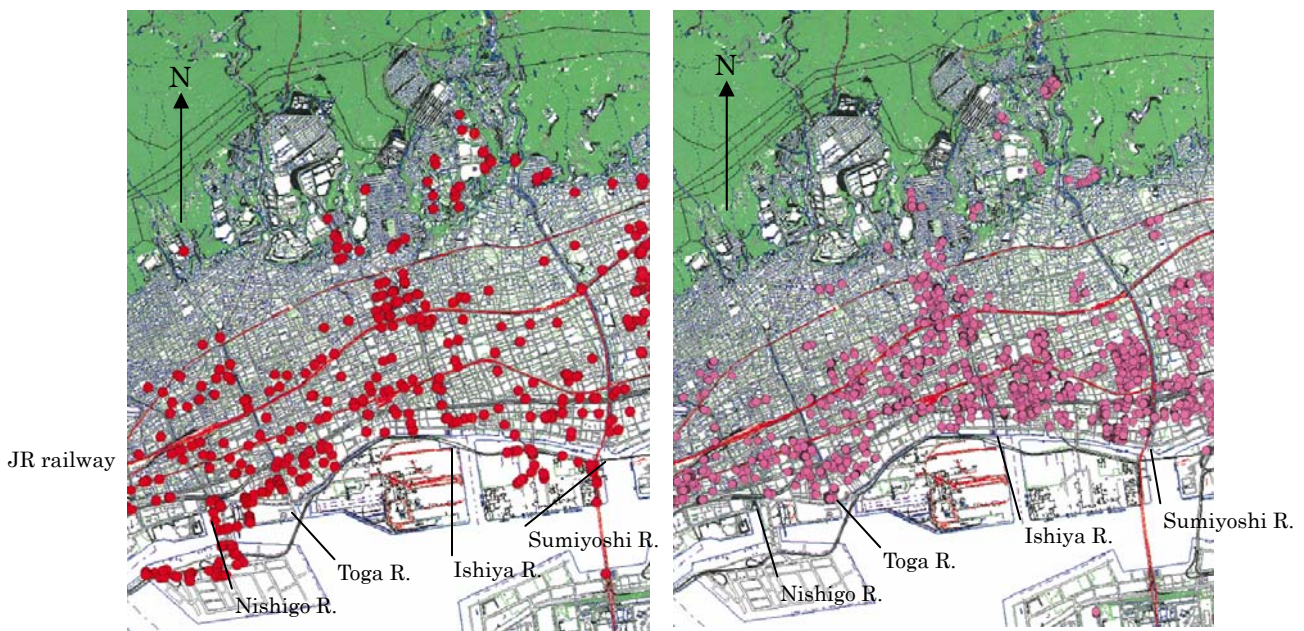 N
N
JR railway
Sumiyoshi R.
Ishiya R.
Toga R.
Nishigo R.
Sumiyoshi R.
Ishiya R.
Toga R.
Nishigo R.